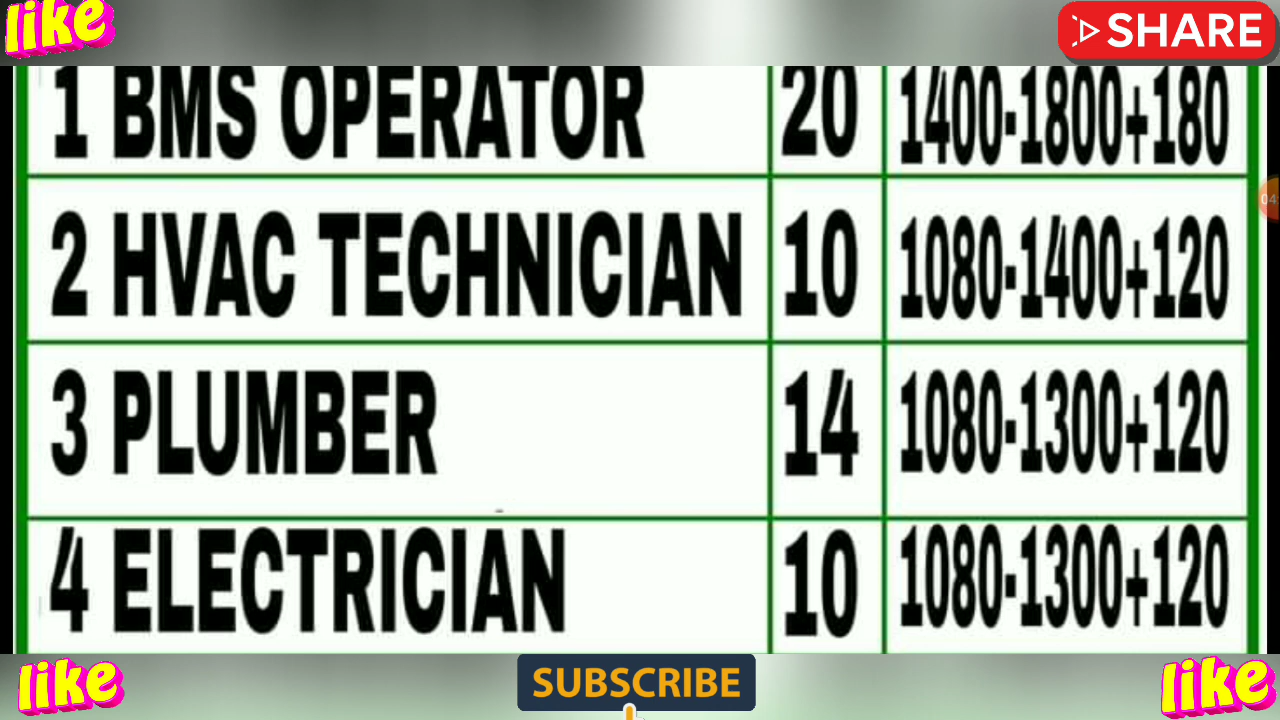 like
SHARE
1 BMS OPERATOR 20 1400-1800+180
2 HVAC TECHNICIAN 10 1080-1400+120
3 PLUMBER 14 1080-1300+120
4 ELECTRICIAN 10 1080-1300+120
04
like
SUBSCRIBE
like